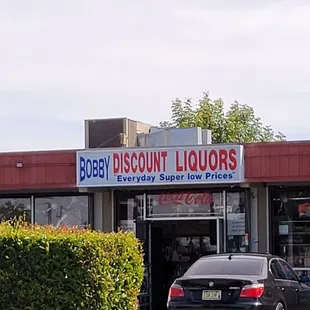 BOBBY DISCOUNT LIQUORS
Everyday Super low Prices"
Coca-Cola